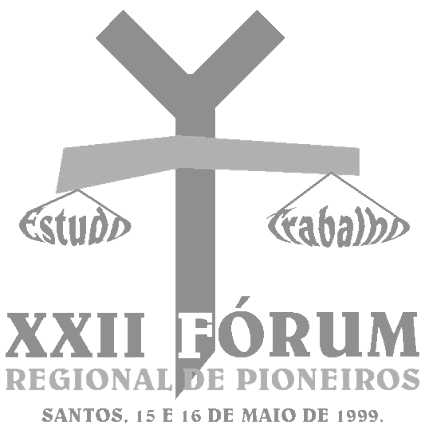 Estudo Trabalho
XXII FÓRUM
REGIONAL DE PIONEIROS
SANTOS, 15 E 16 DE MAIO DE 1999.